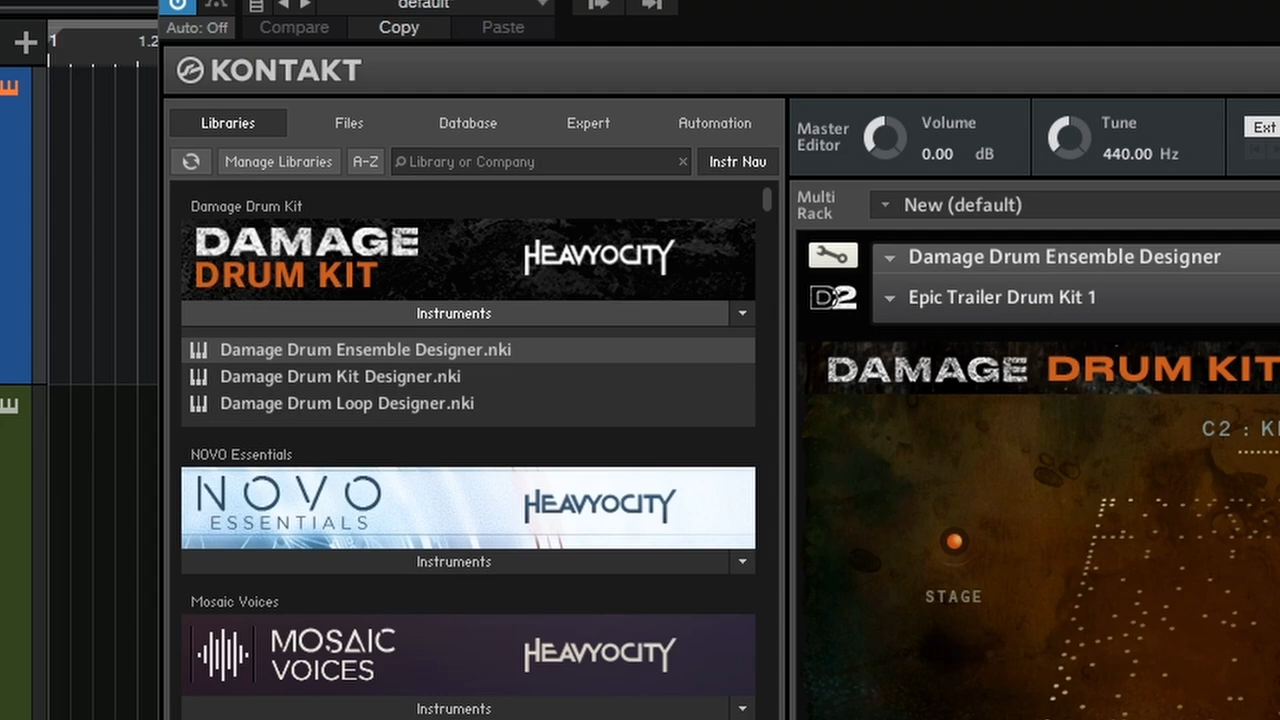 default
Auto: Off
Compare
Copy
Paste
1
1.2
KONTAKT
Libraries
Files
Database
Expert
Automation
Manage Libraries
A-Z
Library or Company
×
Instr Nav
Master Editor
Volume
0.00 dB
Tune
440.00 Hz
Ext
Multi Rack
New (default)
Damage Drum Kit
DAMAGE
DRUM KIT
HEAVYOCITY
Instruments
Damage Drum Ensemble Designer.nki
Damage Drum Kit Designer.nki
Damage Drum Loop Designer.nki
NOVO Essentials
NOVO
ESSENTIALS
HEAVYOCITY
Instruments
Mosaic Voices
MOSAIC
VOICES
HEAVYOCITY
Instruments
Damage Drum Ensemble Designer
D2
Epic Trailer Drum Kit 1
DAMAGE DRUM KIT
C2 :
STAGE